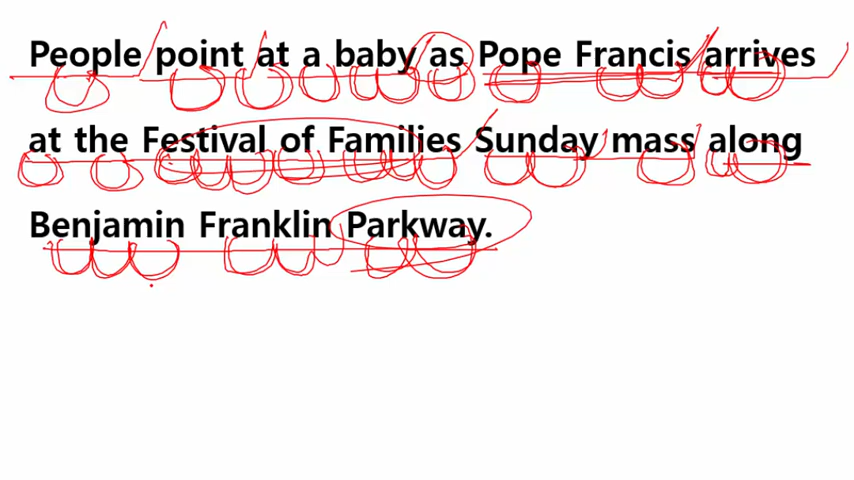 People point at a baby as Pope Francis arrives
at the Festival of Families Sunday mass along
Benjamin Franklin Parkway.